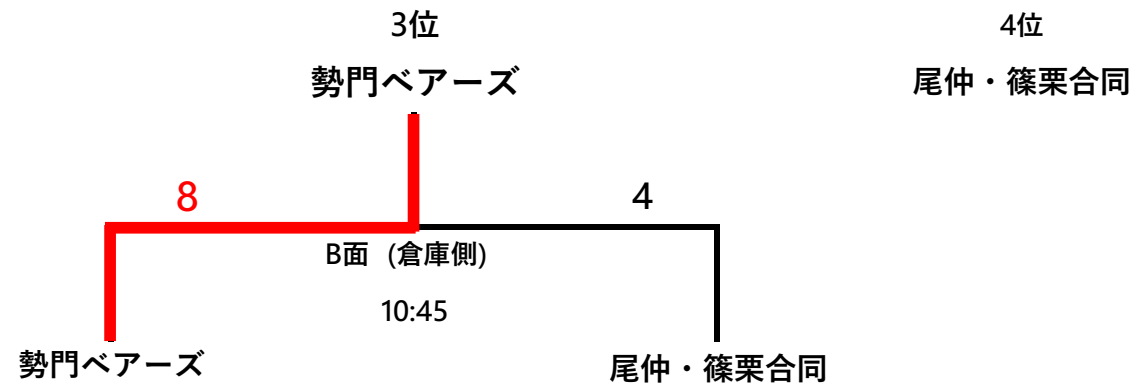 3位
4位
勢門ベアーズ
尾仲・篠栗合同
8
4
B面 (倉庫側)
10:45
勢門ベアーズ
尾仲・篠栗合同